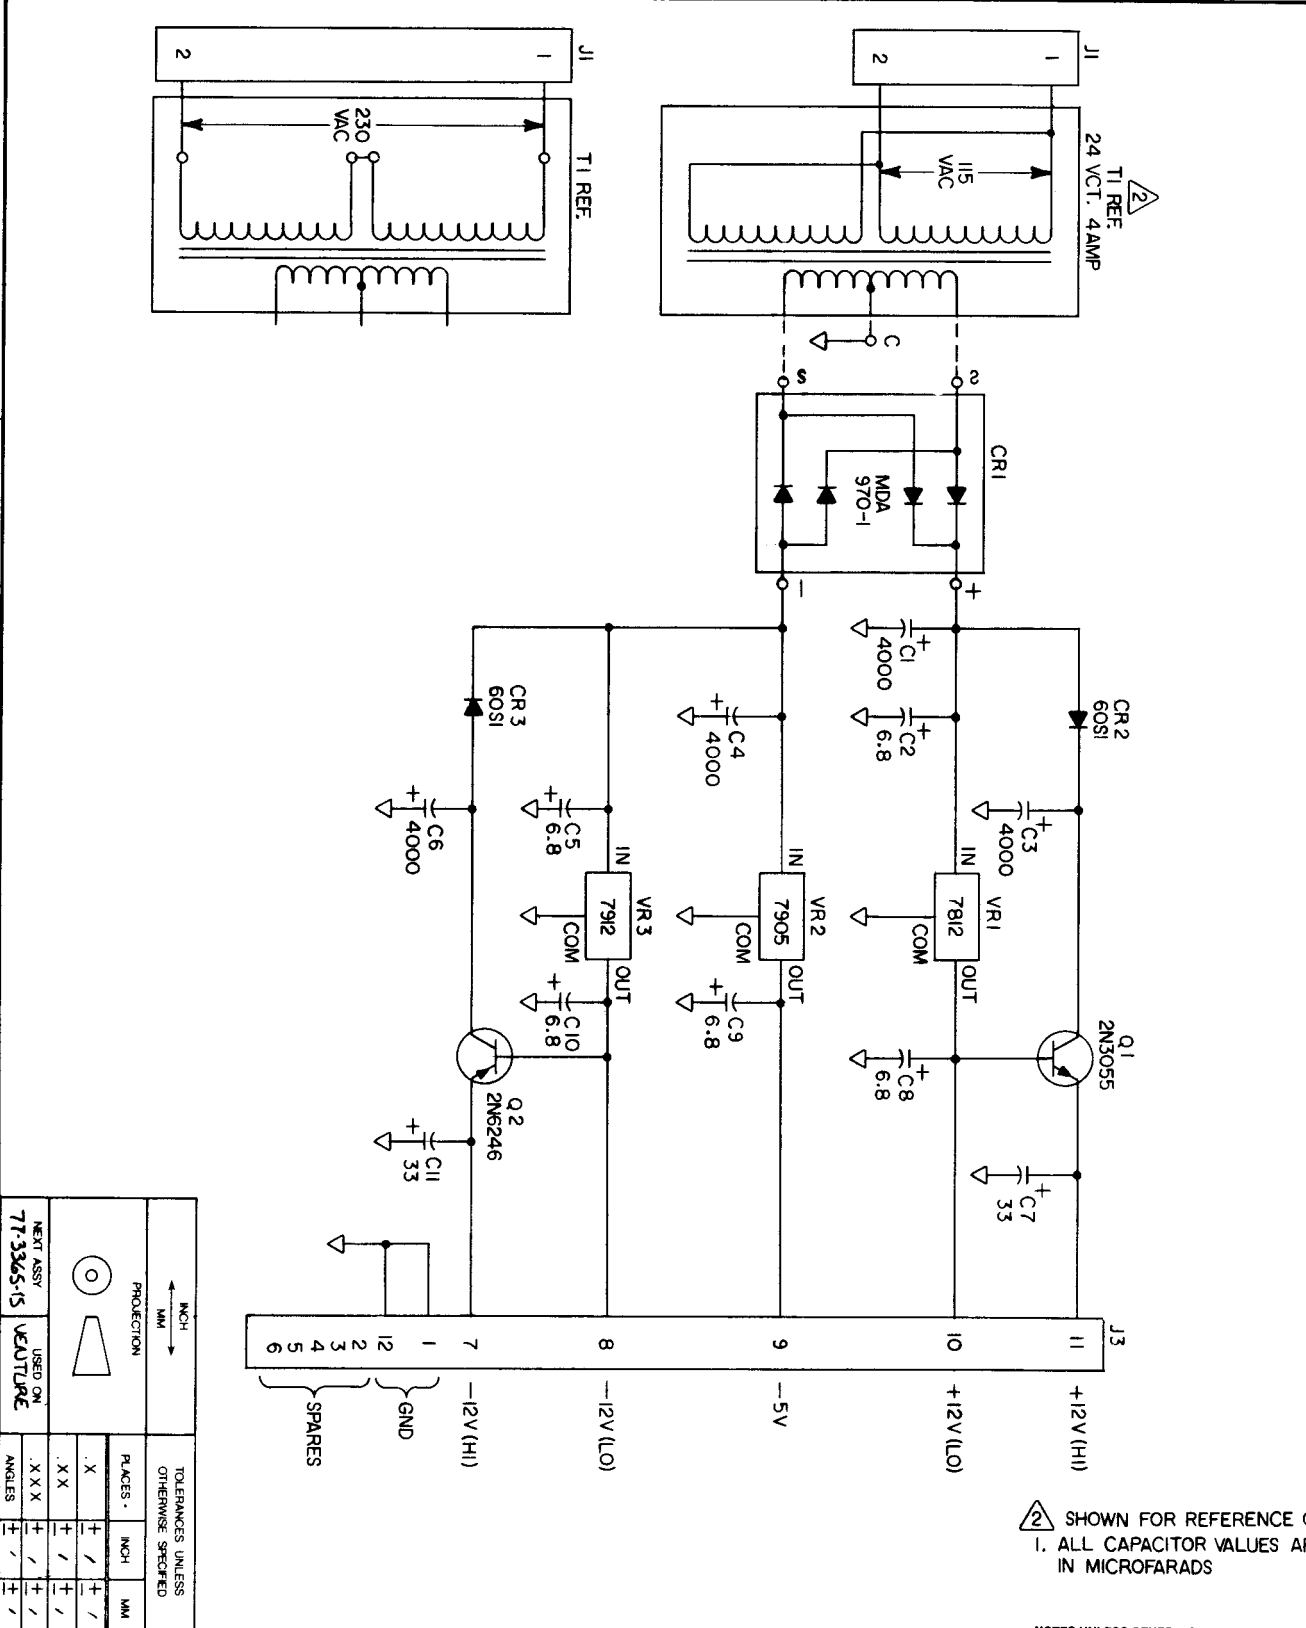 J1
1
2
T1 REF.
24 VCT. 4AMP
2
115
VAC
C
S
2
CR1
MDA
970-1
+
-
J1
1
2
230
VAC
T1 REF.
CR2
60S1
C1
4000
+
C2
6.8
+
C3
4000
+
C4
4000
+
CR3
60S1
C5
6.8
+
C6
4000
+
VR1
IN
7812
COM
OUT
VR2
IN
7905
COM
OUT
VR3
IN
7912
COM
OUT
Q1
2N3055
C7
33
+
C8
6.8
+
C9
6.8
+
C10
6.8
+
Q2
2N6246
C11
33
+
J3
11
10
9
8
7
1
12
2
3
4
5
6
+12V (HI)
+12V (LO)
-5V
-12V (LO)
-12V (HI)
GND
SPARES
2 SHOWN FOR REFERENCE
1. ALL CAPACITOR VALUES
IN MICROFARADS
INCH
MM
PROJECTION
NEXT ASSY
77-3365-15
USED ON
VENTURE
TOLERANCES UNLESS
OTHERWISE SPECIFIED
PLACES - INCH MM
.X + / - + / -
.XX + / - + / -
.XXX + / - + / -
ANGLES + / - + / -